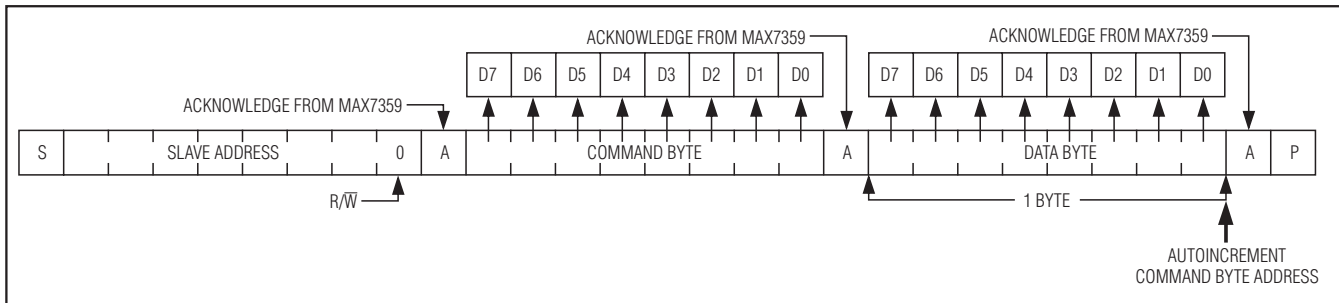 ACKNOWLEDGE FROM MAX7359
ACKNOWLEDGE FROM MAX7359
D7 D6 D5 D4 D3 D2 D1 D0
D7 D6 D5 D4 D3 D2 D1 D0
ACKNOWLEDGE FROM MAX7359
S SLAVE ADDRESS 0 A COMMAND BYTE A DATA BYTE A P
R/W̅
1 BYTE
AUTOINCREMENT
COMMAND BYTE ADDRESS